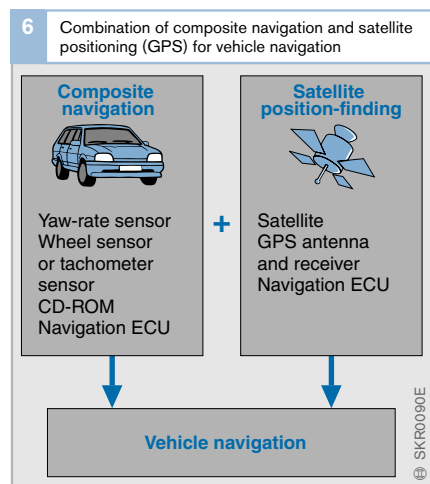 6
Combination of composite navigation and satellite
positioning (GPS) for vehicle navigation
Composite
navigation
Yaw-rate sensor
Wheel sensor
or tachometer
sensor
CD-ROM
Navigation ECU
+
Satellite
position-finding
Satellite
GPS antenna
and receiver
Navigation ECU
Vehicle navigation
SKR0090E